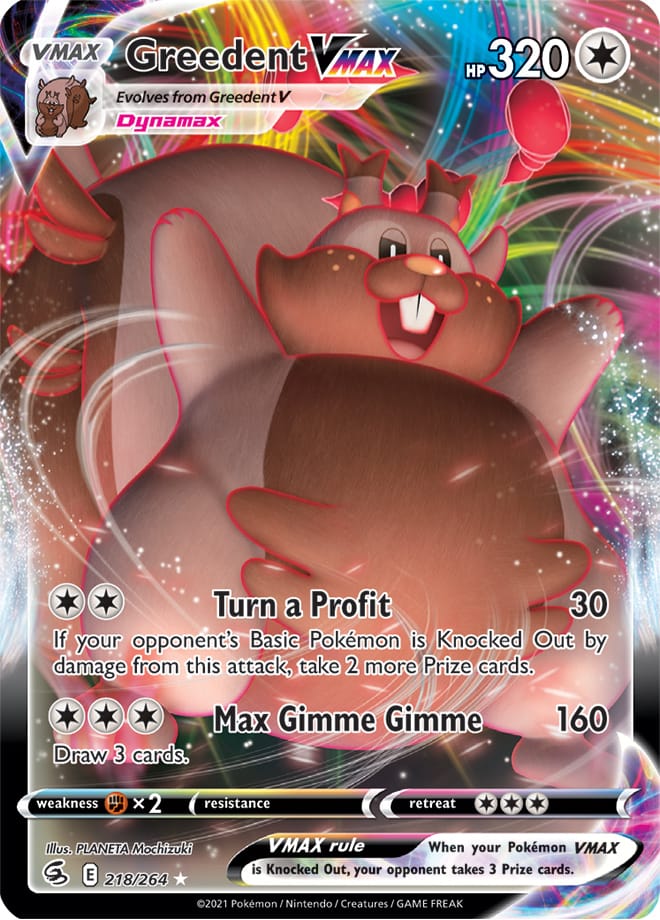 VMAX
Greedent VMAX
HP 320
Evolves from Greedent V
Dynamax
Turn a Profit 30
If your opponent's Basic Pokémon is Knocked Out by
damage from this attack, take 2 more Prize cards.
Max Gimme Gimme 160
Draw 3 cards.
weakness ×2 resistance retreat
Illus. PLANETA Mochizuki
VMAX rule When your Pokémon VMAX
is Knocked Out, your opponent takes 3 Prize cards.
E 218/264
©2021 Pokémon / Nintendo / Creatures / GAME FREAK